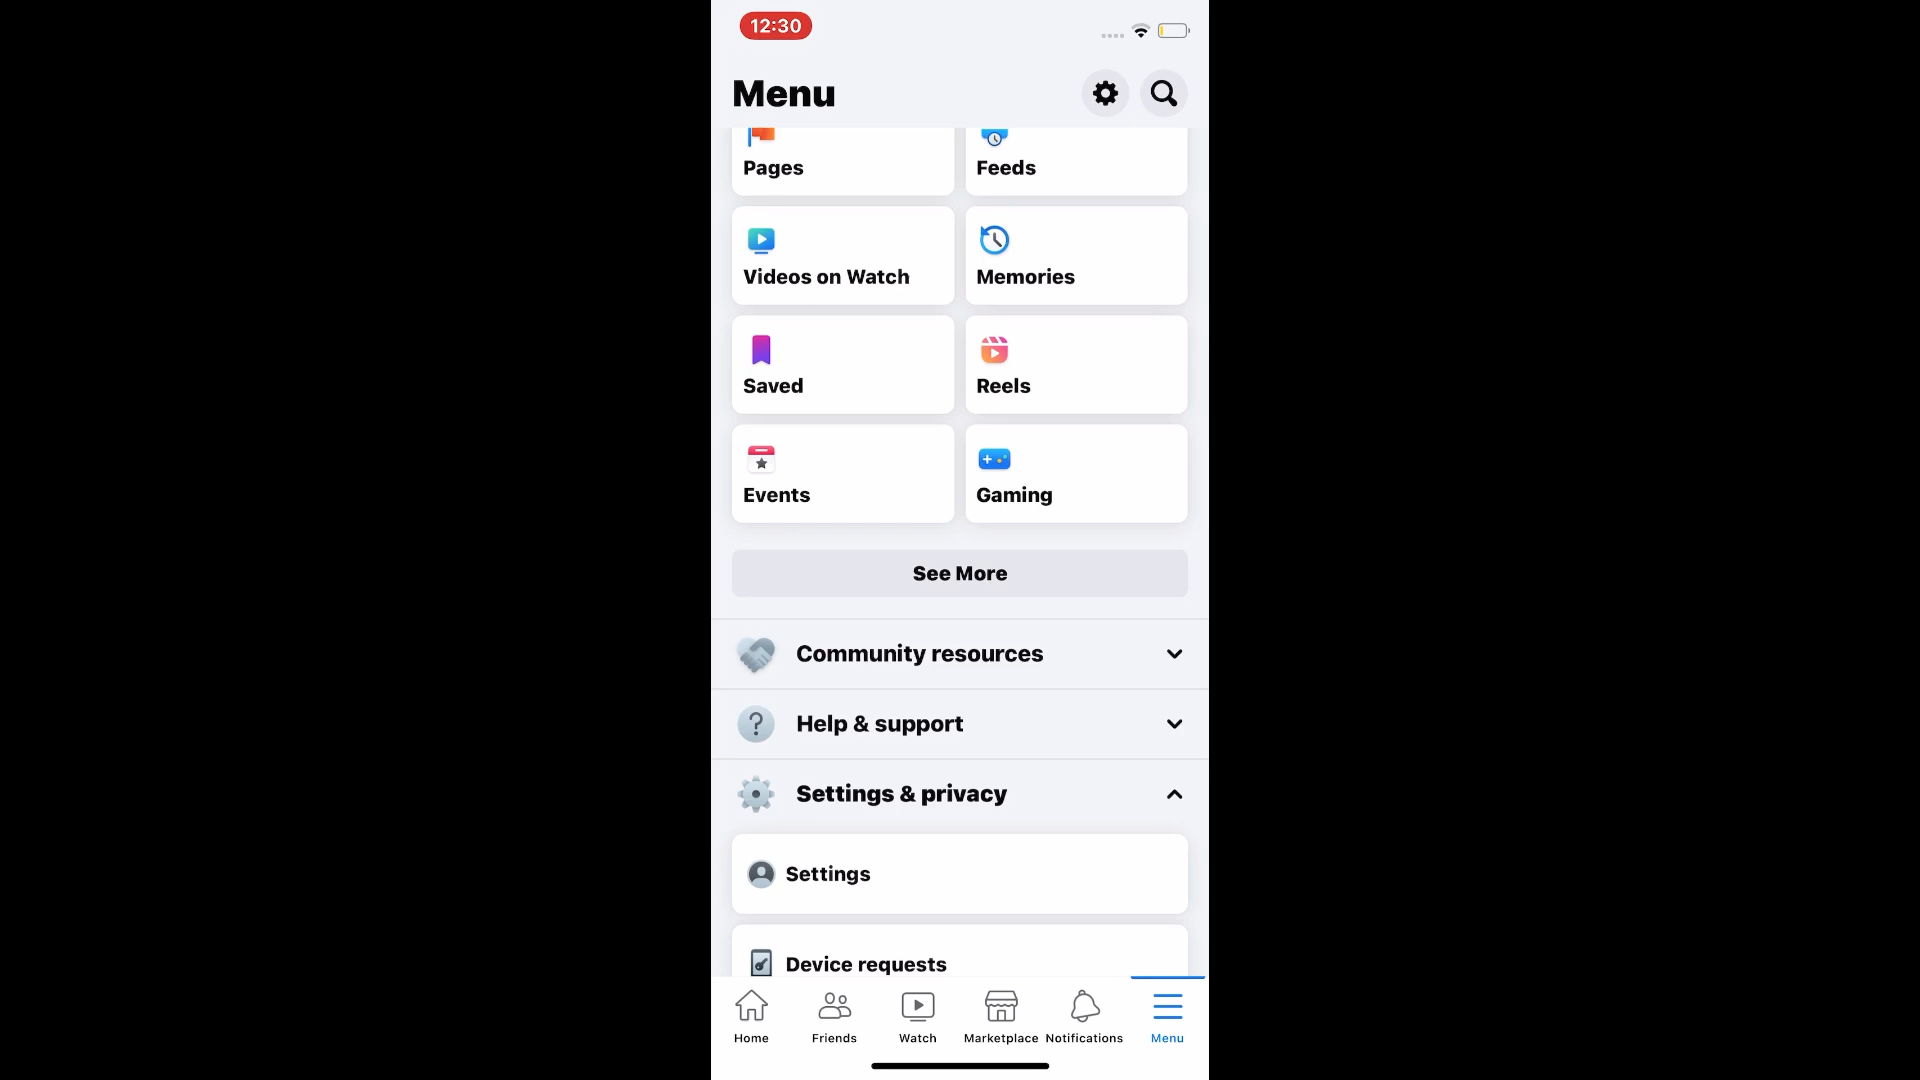 12:30
Menu
Pages
Feeds
Videos on Watch
Memories
Saved
Reels
Events
Gaming
See More
Community resources
Help & support
Settings & privacy
Settings
Device requests
Home
Friends
Watch
Marketplace
Notifications
Menu